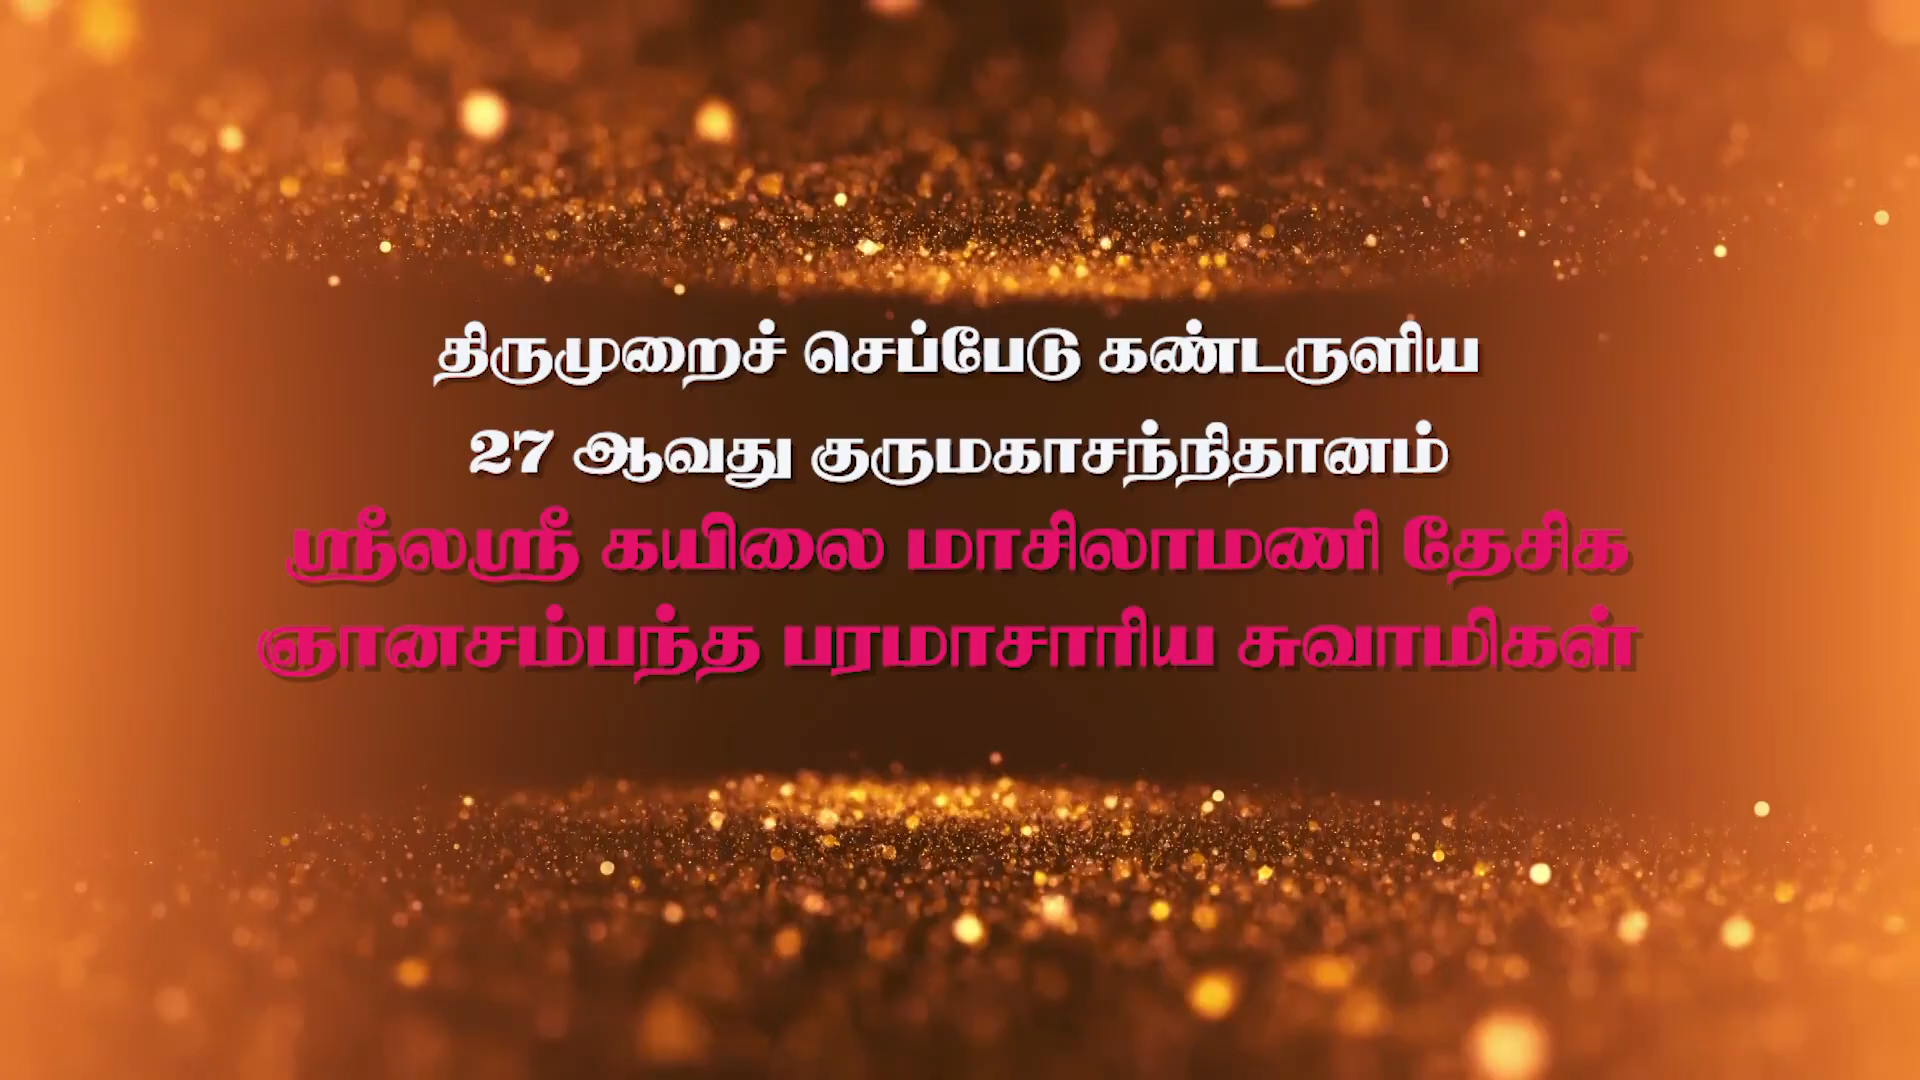 திருமுறைச் செப்பேடு கண்டருளிய
27 ஆவது குருமகாசந்நிதானம்
ஸ்ரீலஸ்ரீ கயிலை மாசிலாமணி தேசிக
ஞானசம்பந்த பரமாசாரிய சுவாமிகள்